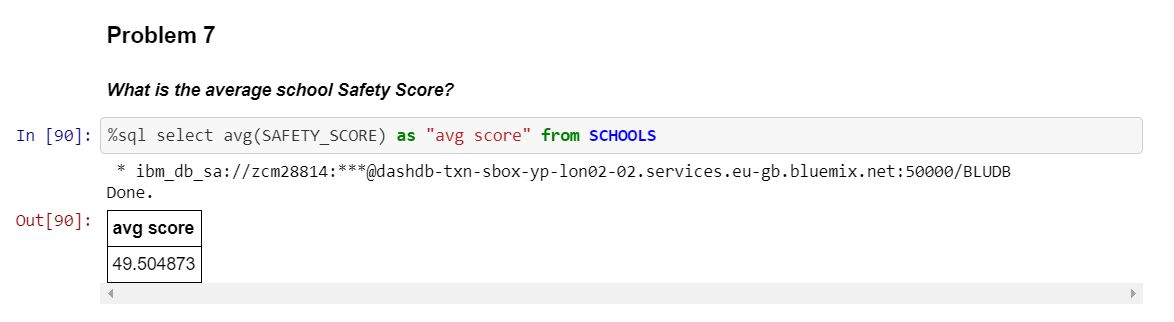 Problem 7
What is the average school Safety Score?
In [90]: %sql select avg(SAFETY_SCORE) as "avg score" from SCHOOLS
* ibm_db_sa://zcm28814:***@dashdb-txn-sbox-yp-lon02-02.services.eu-gb.bluemix.net:50000/BLUDB
Done.
Out[90]: avg score
49.504873